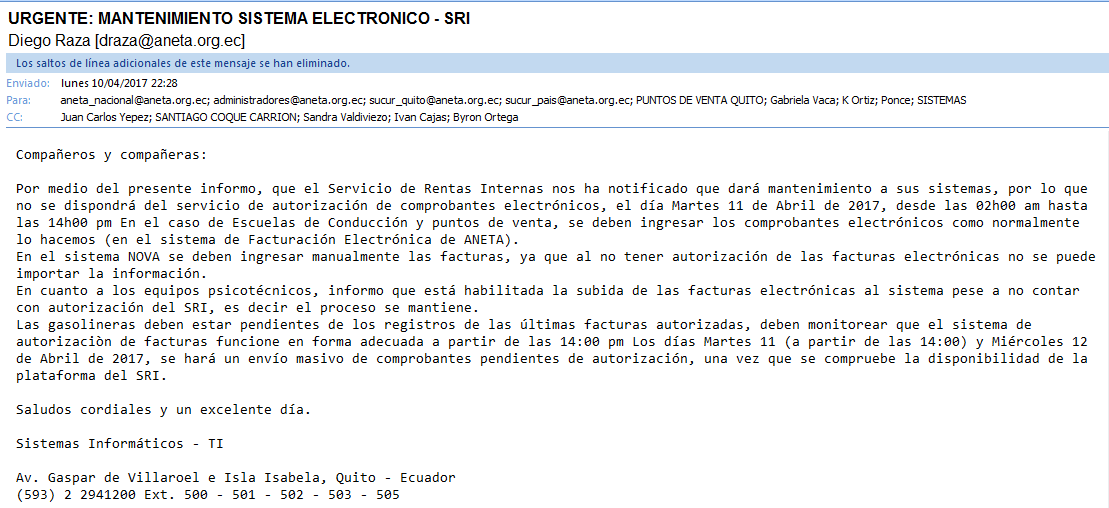 URGENTE: MANTENIMIENTO SISTEMA ELECTRONICO - SRI
Diego Raza [draza@aneta.org.ec]
Los saltos de línea adicionales de este mensaje se han eliminado.
Enviado: lunes 10/04/2017 22:28
Para: aneta_nacional@aneta.org.ec; administradores@aneta.org.ec; sucur_quito@aneta.org.ec; sucur_pais@aneta.org.ec; PUNTOS DE VENTA QUITO; Gabriela Vaca; K Ortiz; Ponce; SISTEMAS
CC: Juan Carlos Yepez; SANTIAGO COQUE CARRION; Sandra Valdiviezo; Ivan Cajas; Byron Ortega
Compañeros y compañeras:
Por medio del presente informo, que el Servicio de Rentas Internas nos ha notificado que dará mantenimiento a sus sistemas, por lo que
no se dispondrá del servicio de autorización de comprobantes electrónicos, el día Martes 11 de Abril de 2017, desde las 02h00 am hasta
las 14h00 pm En el caso de Escuelas de Conducción y puntos de venta, se deben ingresar los comprobantes electrónicos como normalmente
lo hacemos (en el sistema de Facturación Electrónica de ANETA).
En el sistema NOVA se deben ingresar manualmente las facturas, ya que al no tener autorización de las facturas electrónicas no se puede
importar la información.
En cuanto a los equipos psicotécnicos, informo que está habilitada la subida de las facturas electrónicas al sistema pese a no contar
con autorización del SRI, es decir el proceso se mantiene.
Las gasolineras deben estar pendientes de los registros de las últimas facturas autorizadas, deben monitorear que el sistema de
autorizaciòn de facturas funcione en forma adecuada a partir de las 14:00 pm Los días Martes 11 (a partir de las 14:00) y Miércoles 12
de Abril de 2017, se hará un envío masivo de comprobantes pendientes de autorización, una vez que se compruebe la disponibilidad de la
plataforma del SRI.
Saludos cordiales y un excelente día.
Sistemas Informáticos - TI
Av. Gaspar de Villaroel e Isla Isabela, Quito - Ecuador
(593) 2 2941200 Ext. 500 - 501 - 502 - 503 - 505